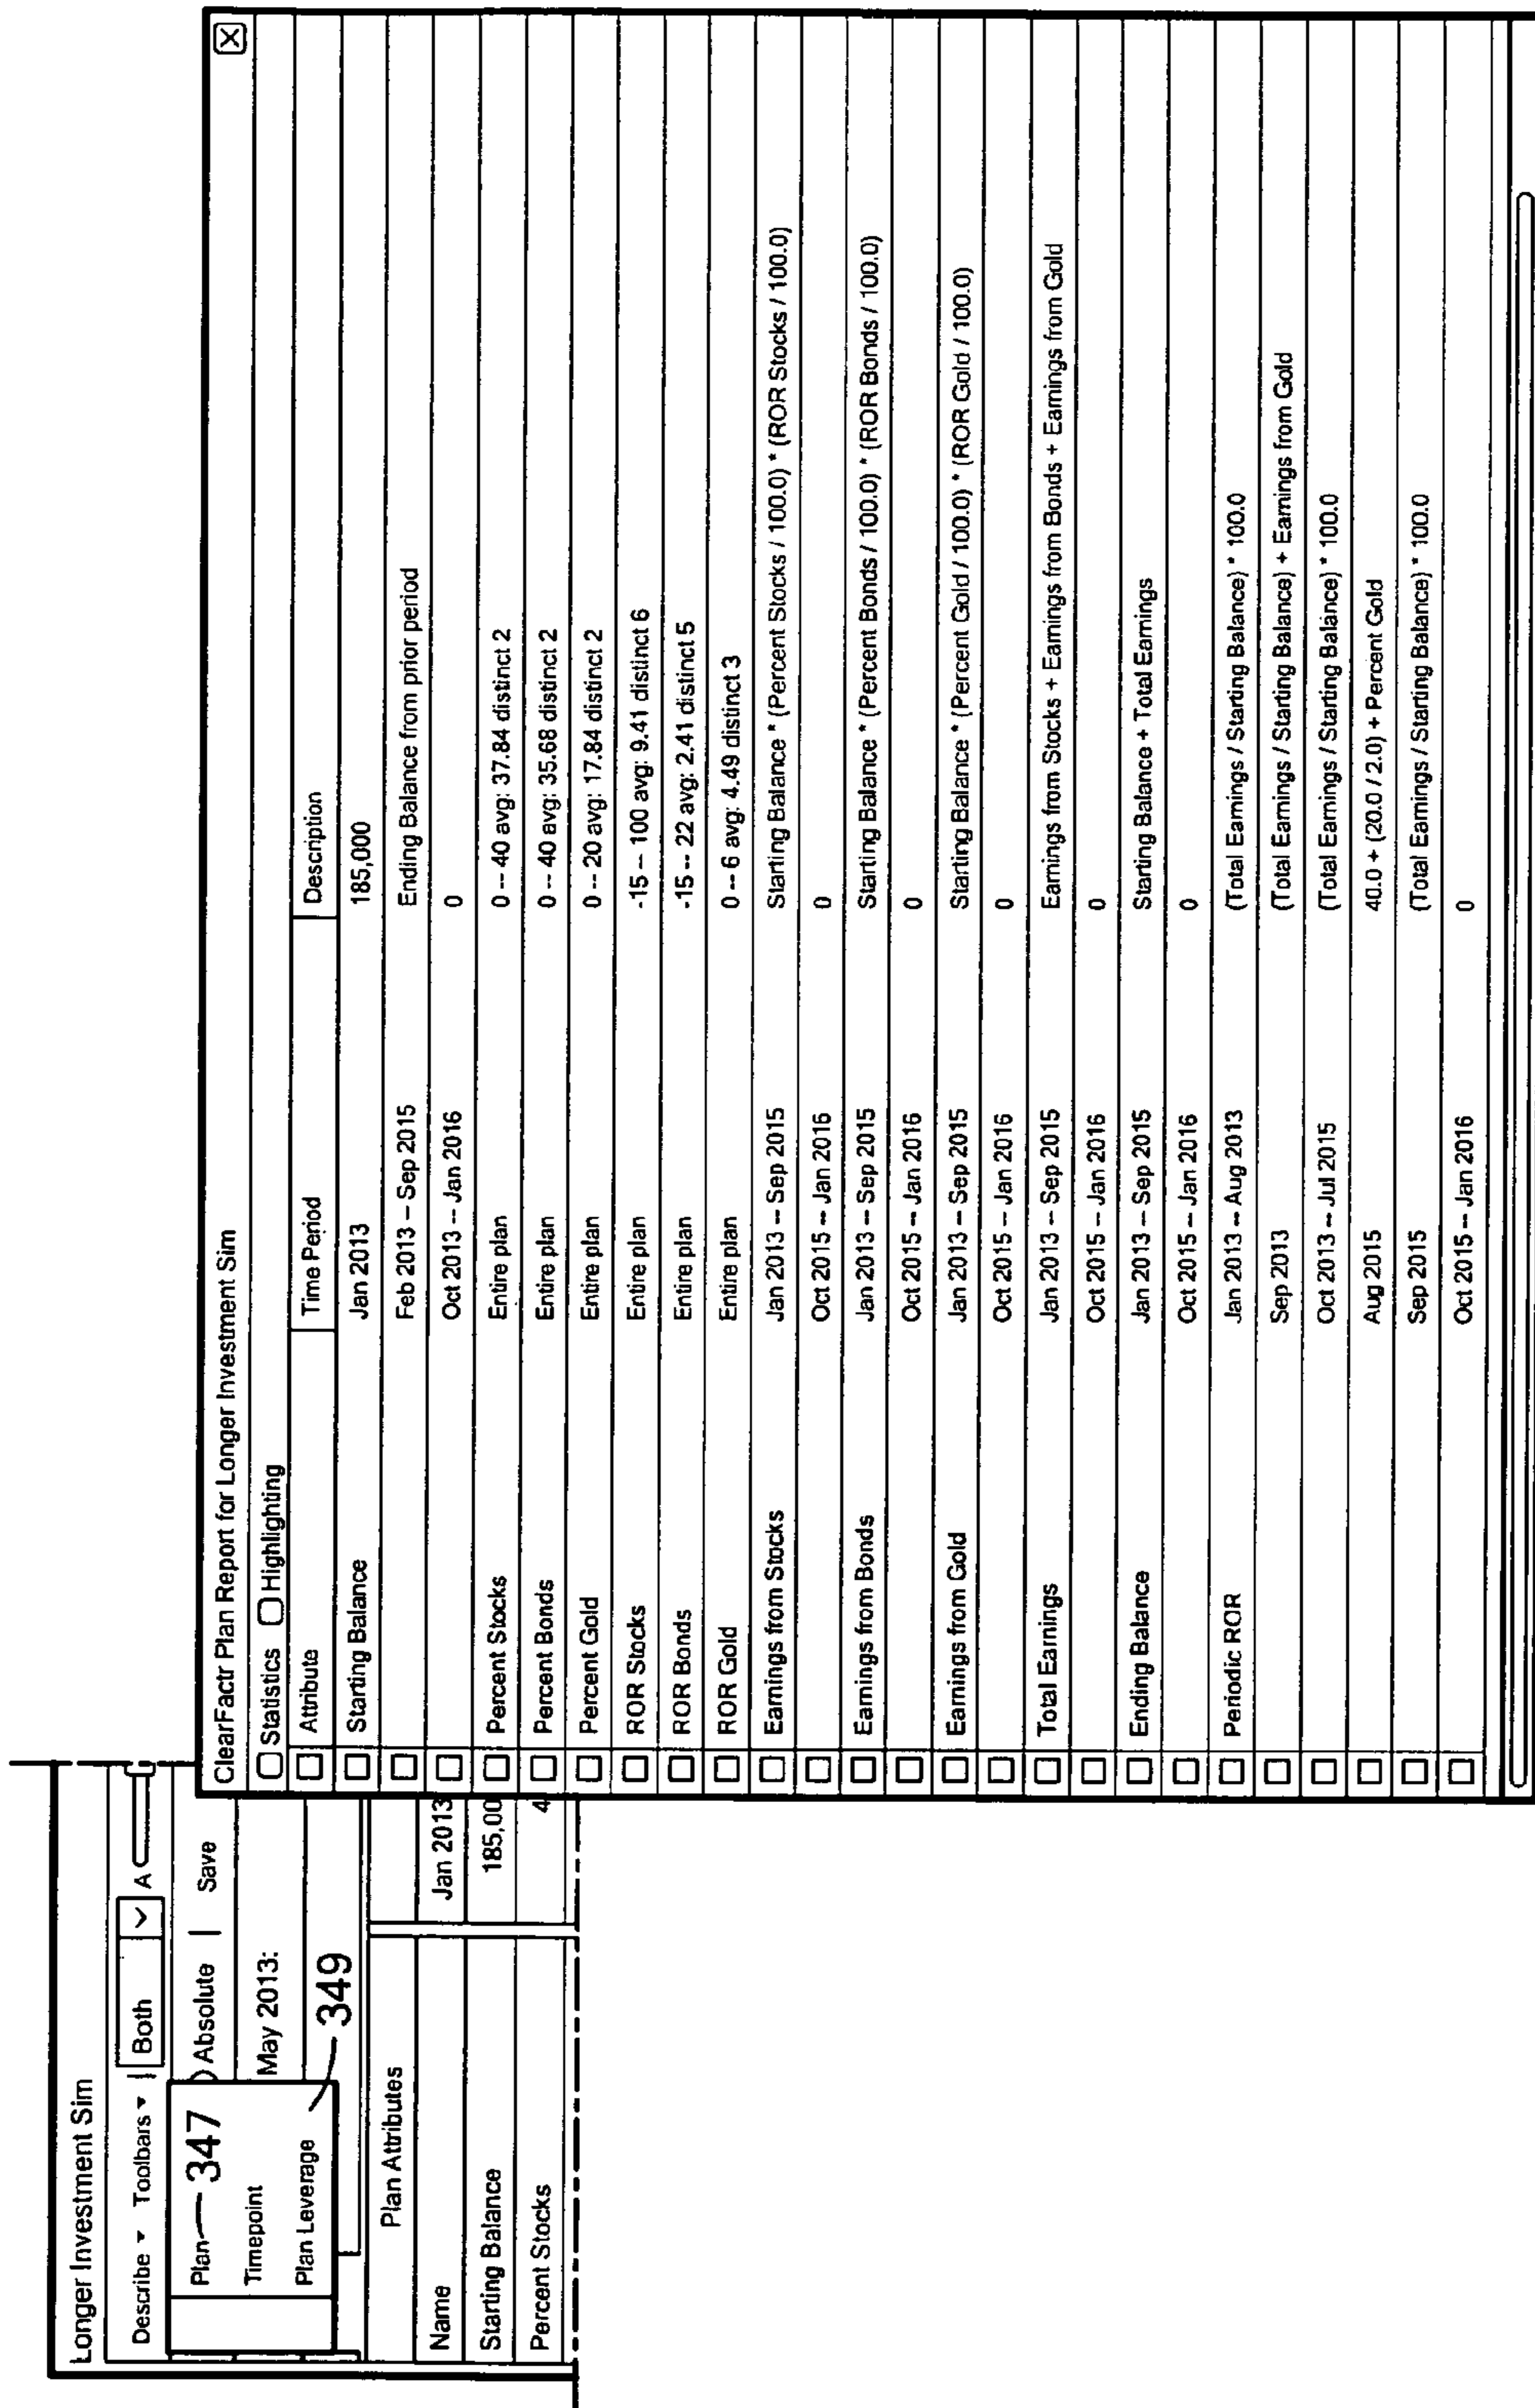 Longer Investment Sim
Describe ▾ Toolbars ▾ | Both A
Plan 347 Absolute | Save
Timepoint May 2013:
Plan Leverage 349
Plan Attributes
Name Jan 2013
Starting Balance 185,00
Percent Stocks 4
ClearFactr Plan Report for Longer Investment Sim
Statistics Highlighting
Attribute Time Period Description
Starting Balance Jan 2013 185,000
Feb 2013 -- Sep 2015 Ending Balance from prior period
Oct 2013 -- Jan 2016 0
Percent Stocks Entire plan 0 -- 40 avg: 37.84 distinct 2
Percent Bonds Entire plan 0 -- 40 avg: 35.68 distinct 2
Percent Gold Entire plan 0 -- 20 avg: 17.84 distinct 2
ROR Stocks Entire plan -15 -- 100 avg: 9.41 distinct 6
ROR Bonds Entire plan -15 -- 22 avg: 2.41 distinct 5
ROR Gold Entire plan 0 -- 6 avg: 4.49 distinct 3
Earnings from Stocks Jan 2013 -- Sep 2015 Starting Balance * (Percent Stocks / 100.0) * (ROR Stocks / 100.0)
Oct 2015 -- Jan 2016 0
Earnings from Bonds Jan 2013 -- Sep 2015 Starting Balance * (Percent Bonds / 100.0) * (ROR Bonds / 100.0)
Oct 2015 -- Jan 2016 0
Earnings from Gold Jan 2013 -- Sep 2015 Starting Balance * (Percent Gold / 100.0) * (ROR Gold / 100.0)
Oct 2015 -- Jan 2016 0
Total Earnings Jan 2013 -- Sep 2015 Earnings from Stocks + Earnings from Bonds + Earnings from Gold
Oct 2015 -- Jan 2016 0
Ending Balance Jan 2013 -- Sep 2015 Starting Balance + Total Earnings
Oct 2015 -- Jan 2016 0
Periodic ROR Jan 2013 -- Aug 2013 (Total Earnings / Starting Balance) * 100.0
Sep 2013 (Total Earnings / Starting Balance) + Earnings from Gold
Oct 2013 -- Jul 2015 (Total Earnings / Starting Balance) * 100.0
Aug 2015 40.0 + (20.0 / 2.0) + Percent Gold
Sep 2015 (Total Earnings / Starting Balance) * 100.0
Oct 2015 -- Jan 2016 0